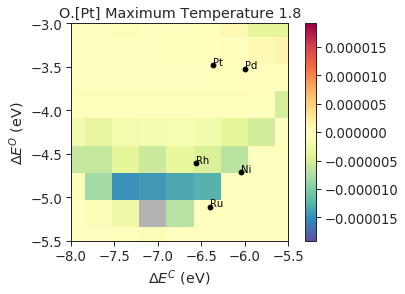 O.[Pt] Maximum Temperature 1.8
ΔE^O (eV)
−3.0
−3.5
−4.0
−4.5
−5.0
−5.5
Pt
Pd
Rh
Ni
Ru
−8.0 −7.5 −7.0 −6.5 −6.0 −5.5
ΔE^C (eV)
0.000015
0.000010
0.000005
0.000000
−0.000005
−0.000010
−0.000015